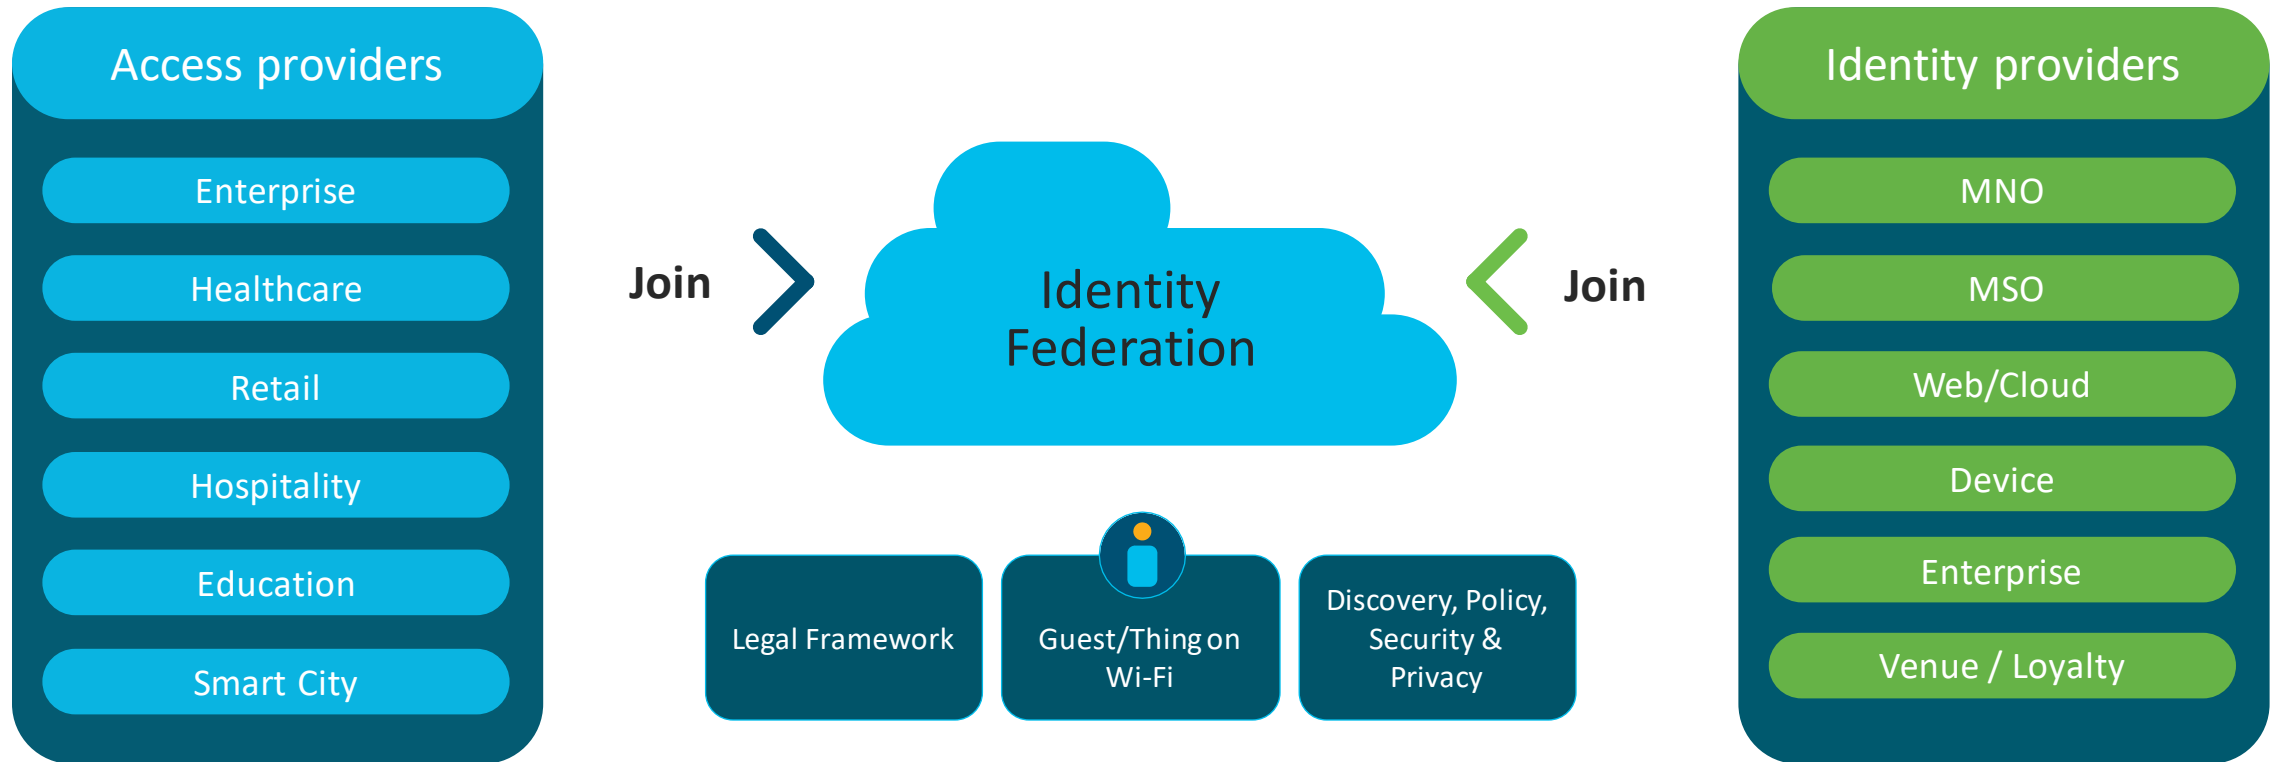 Access providers
Enterprise
Healthcare
Retail
Hospitality
Education
Smart City
Join
Identity
Federation
Join
Legal Framework
Guest/Thing on
Wi-Fi
Discovery, Policy,
Security &
Privacy
Identity providers
MNO
MSO
Web/Cloud
Device
Enterprise
Venue / Loyalty